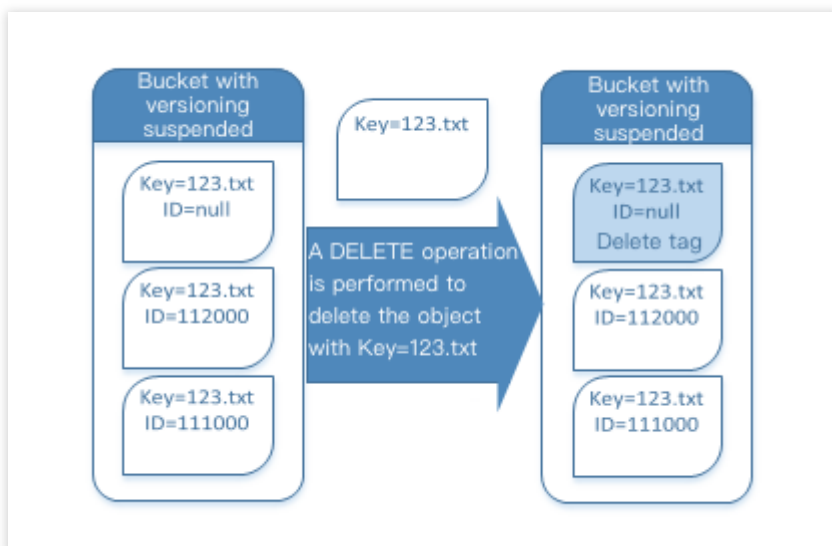 Bucket with
versioning
suspended
Key=123.txt
ID=null
Key=123.txt
ID=112000
Key=123.txt
ID=111000
Key=123.txt
A DELETE operation
is performed to
delete the object
with Key=123.txt
Bucket with
versioning
suspended
Key=123.txt
ID=null
Delete tag
Key=123.txt
ID=112000
Key=123.txt
ID=111000